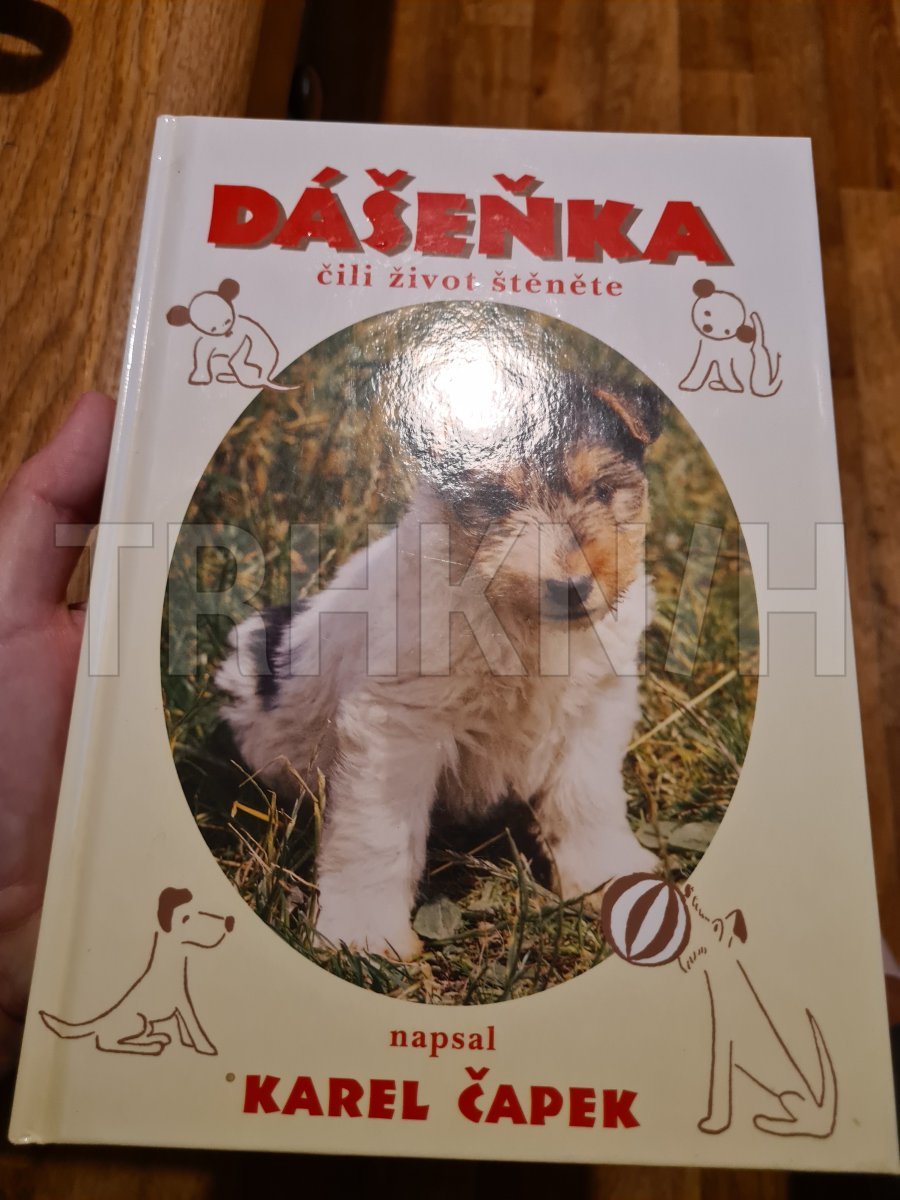 DÁŠEŇKA
čili život štěněte
TRHKNIH
napsal
KAREL ČAPEK